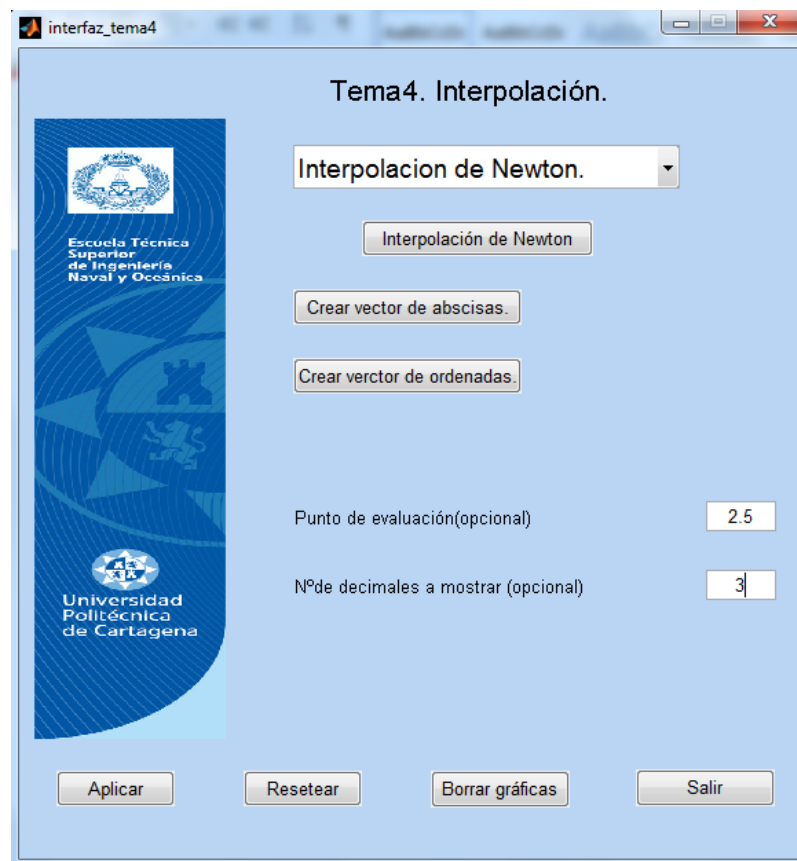 interfaz_tema4
Tema4. Interpolación.
Interpolacion de Newton.
Interpolación de Newton
Escuela Técnica
Superior
de Ingeniería
Naval y Oceánica
Crear vector de abscisas.
Crear verctor de ordenadas.
Punto de evaluación(opcional)
2.5
Nºde decimales a mostrar (opcional)
3
Universidad
Politécnica
de Cartagena
Aplicar
Resetear
Borrar gráficas
Salir